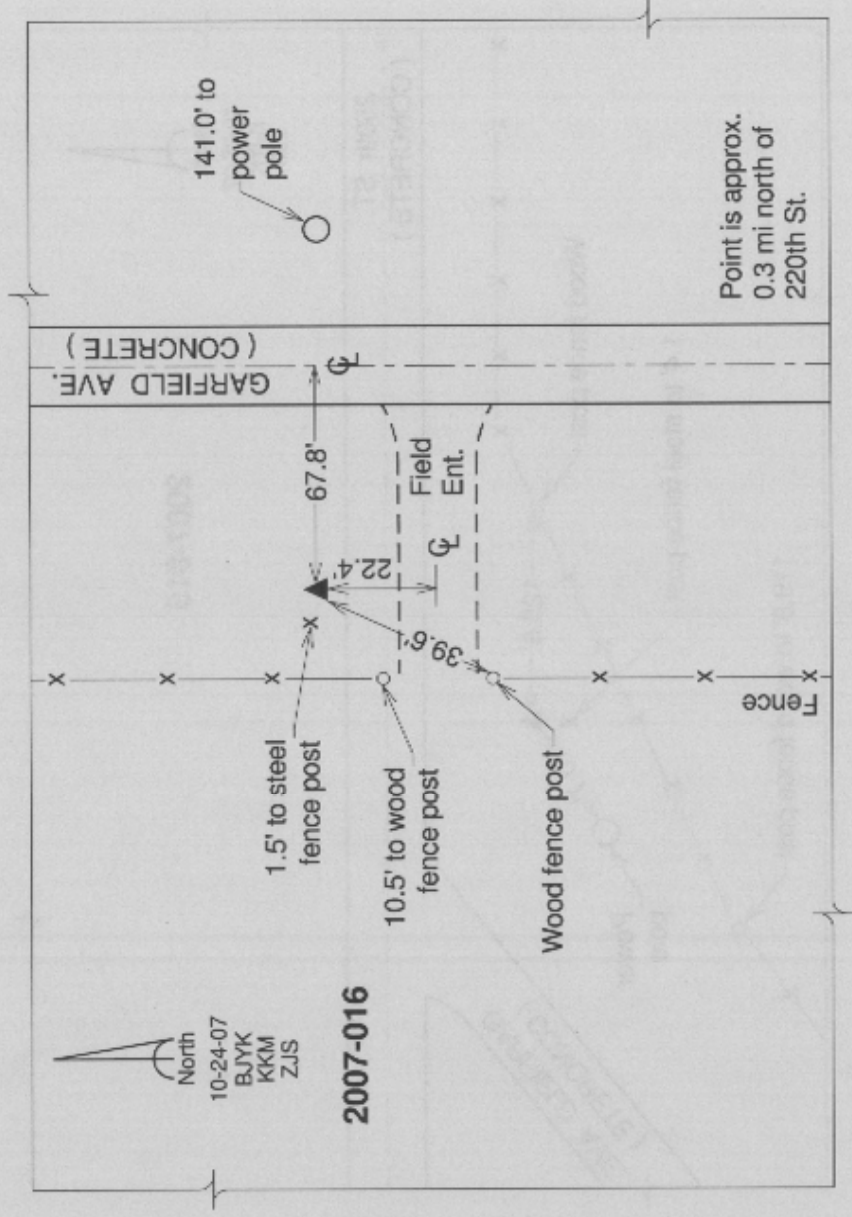 North
10-24-07
BJYK
KKM
ZJS
2007-016
1.5' to steel
fence post
10.5' to wood
fence post
Wood fence post
Fence
39.6'
22.4'
67.8'
Field
Ent.
℄
℄
GARFIELD AVE.
( CONCRETE )
141.0' to
power
pole
Point is approx.
0.3 mi north of
220th St.